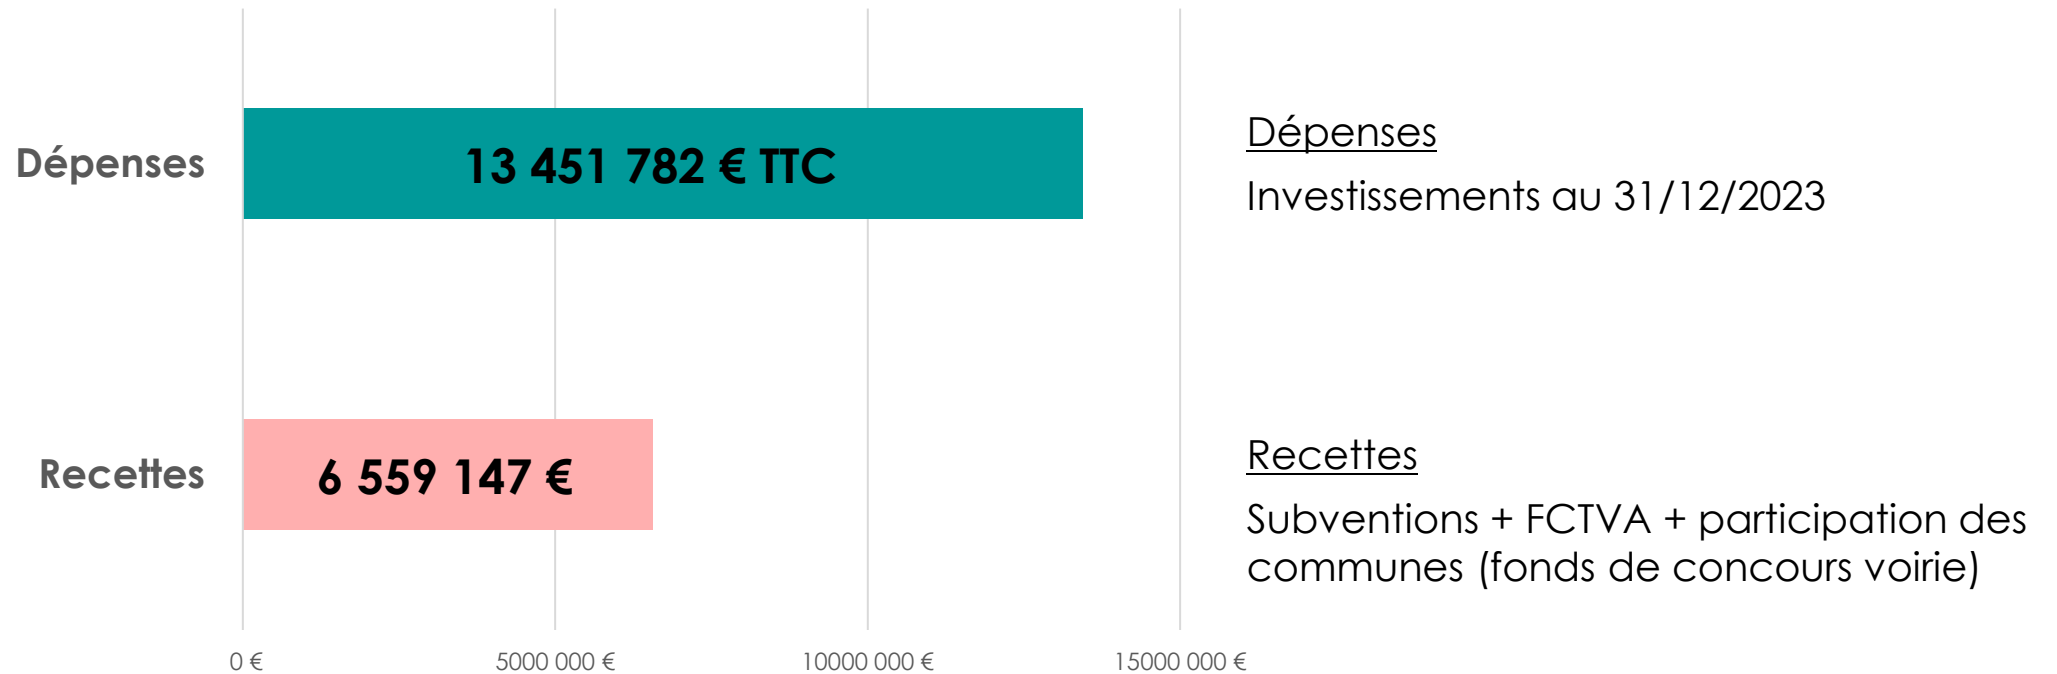 Dépenses
13 451 782 € TTC
Dépenses
Investissements au 31/12/2023
Recettes
6 559 147 €
Recettes
Subventions + FCTVA + participation des
communes (fonds de concours voirie)
0 €
5000 000 €
10000 000 €
15000 000 €